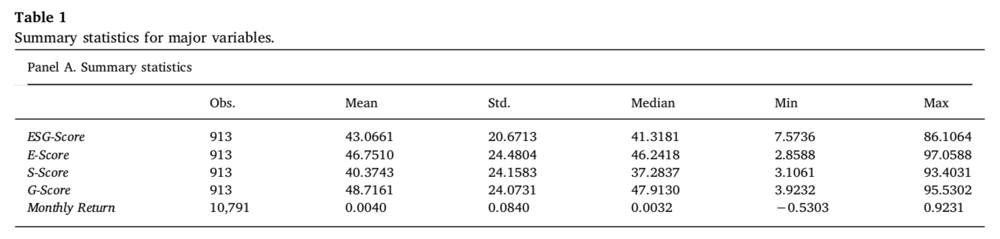 Table 1
Summary statistics for major variables.
Panel A. Summary statistics
Obs. Mean Std. Median Min Max
ESG-Score 913 43.0661 20.6713 41.3181 7.5736 86.1064
E-Score 913 46.7510 24.4804 46.2418 2.8588 97.0588
S-Score 913 40.3743 24.1583 37.2837 3.1061 93.4031
G-Score 913 48.7161 24.0731 47.9130 3.9232 95.5302
Monthly Return 10,791 0.0040 0.0840 0.0032 −0.5303 0.9231